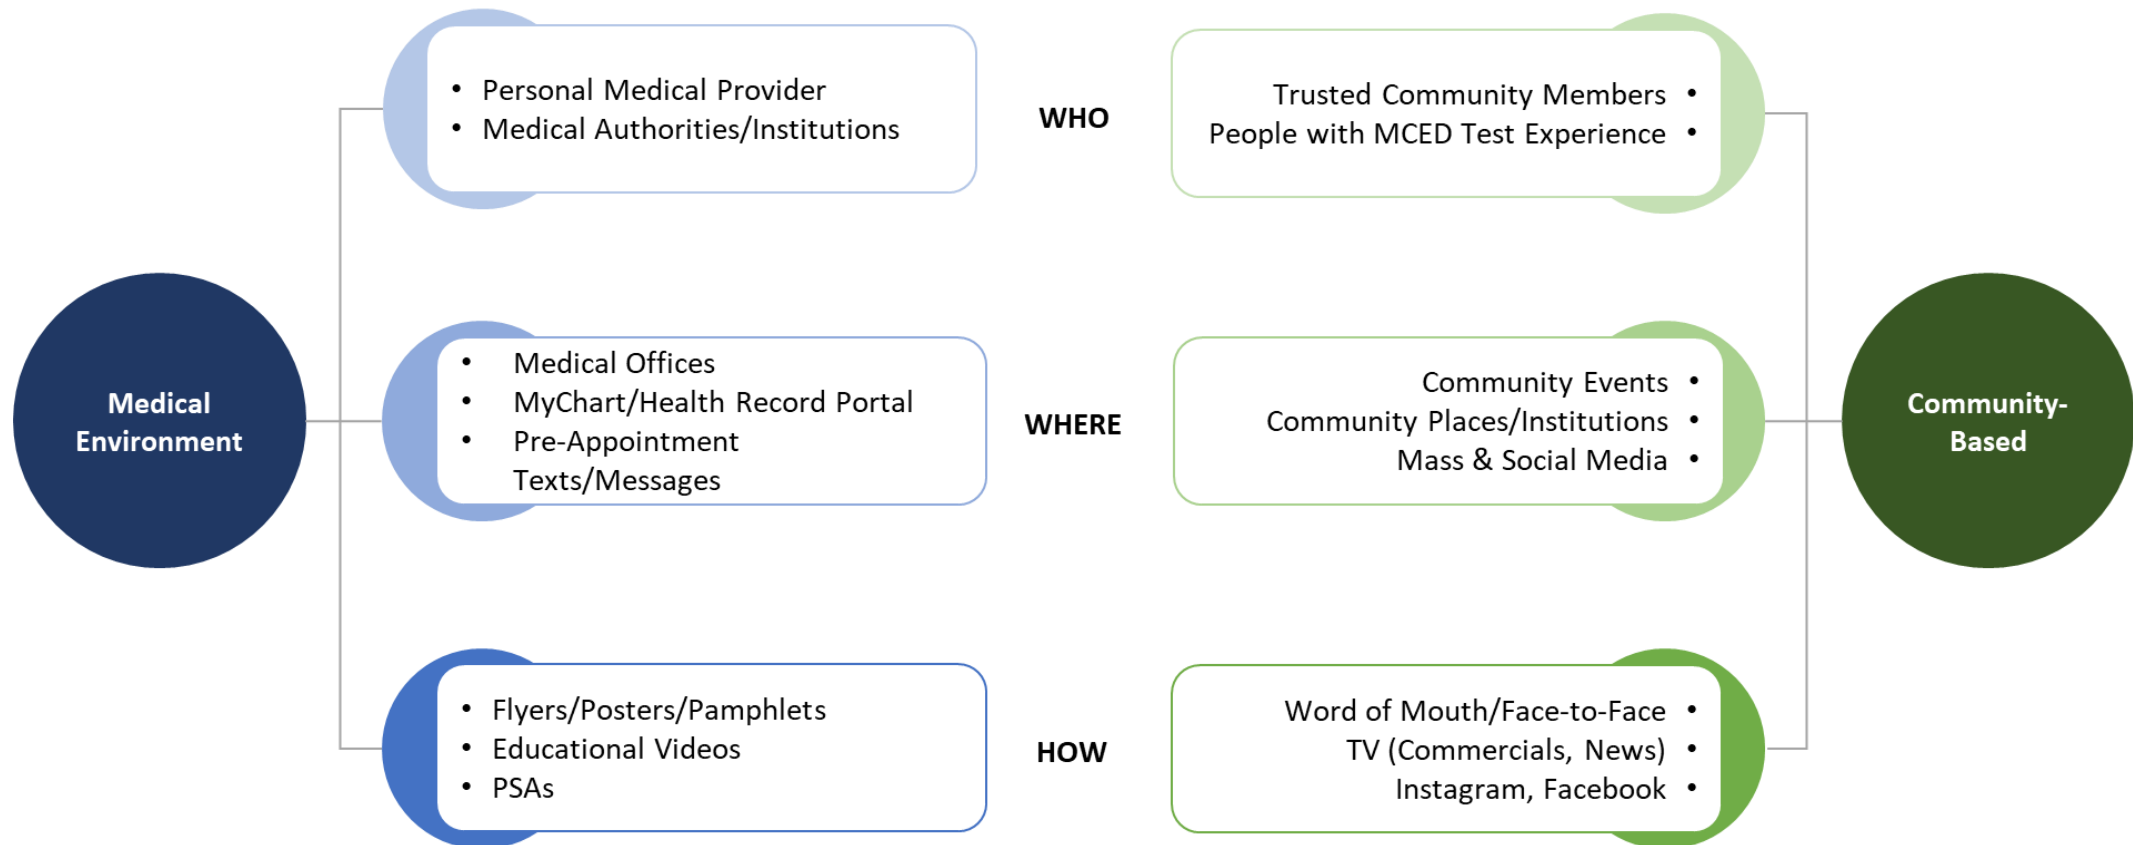 Medical
Environment
• Personal Medical Provider
• Medical Authorities/Institutions
WHO
Trusted Community Members •
People with MCED Test Experience •
• Medical Offices
• MyChart/Health Record Portal
• Pre-Appointment
Texts/Messages
WHERE
Community Events •
Community Places/Institutions •
Mass & Social Media •
• Flyers/Posters/Pamphlets
• Educational Videos
• PSAs
HOW
Word of Mouth/Face-to-Face •
TV (Commercials, News) •
Instagram, Facebook •
Community-
Based